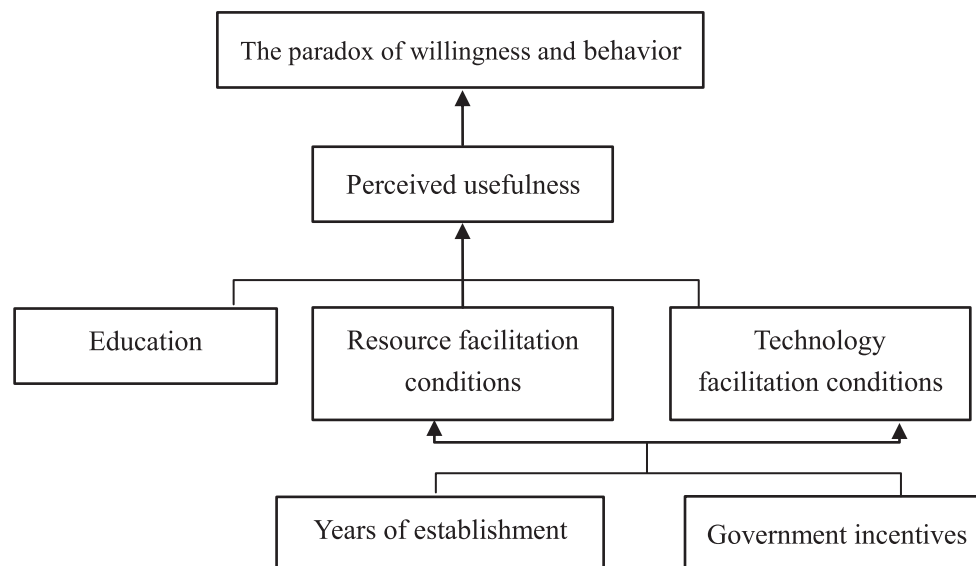 The paradox of willingness and behavior
Perceived usefulness
Education
Resource facilitation
conditions
Technology
facilitation conditions
Years of establishment
Government incentives